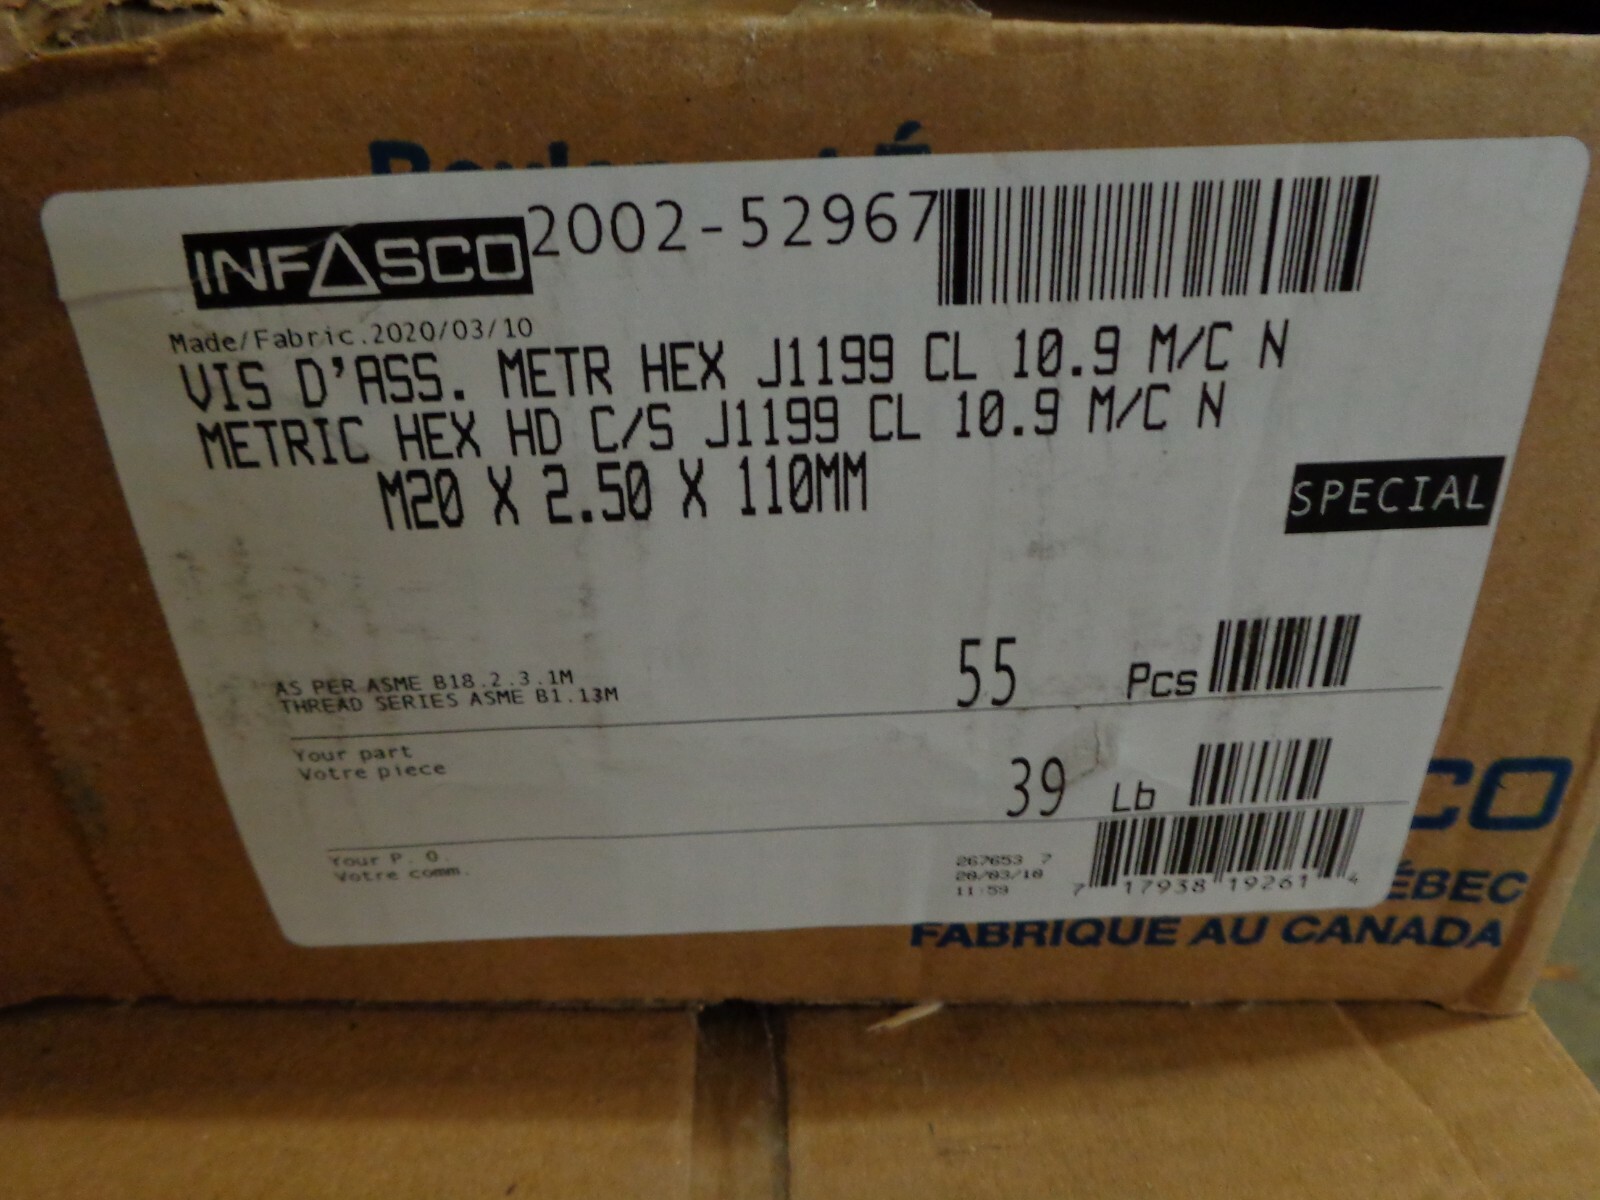 INFASCO 2002-52967
Made/Fabric.2020/03/10
VIS D'ASS. METR HEX J1199 CL 10.9 M/C N
METRIC HEX HD C/S J1199 CL 10.9 M/C N
M20 X 2.50 X 110MM
SPECIAL
AS PER ASME B18.2.3.1M
THREAD SERIES ASME B1.13M
55 Pcs
Your part
Votre piece
39 Lb
Your P. O.
Votre comm.
267653 7
20/03/10
11:59
7 17938 19261 4
CO
ÉBEC
FABRIQUÉ AU CANADA